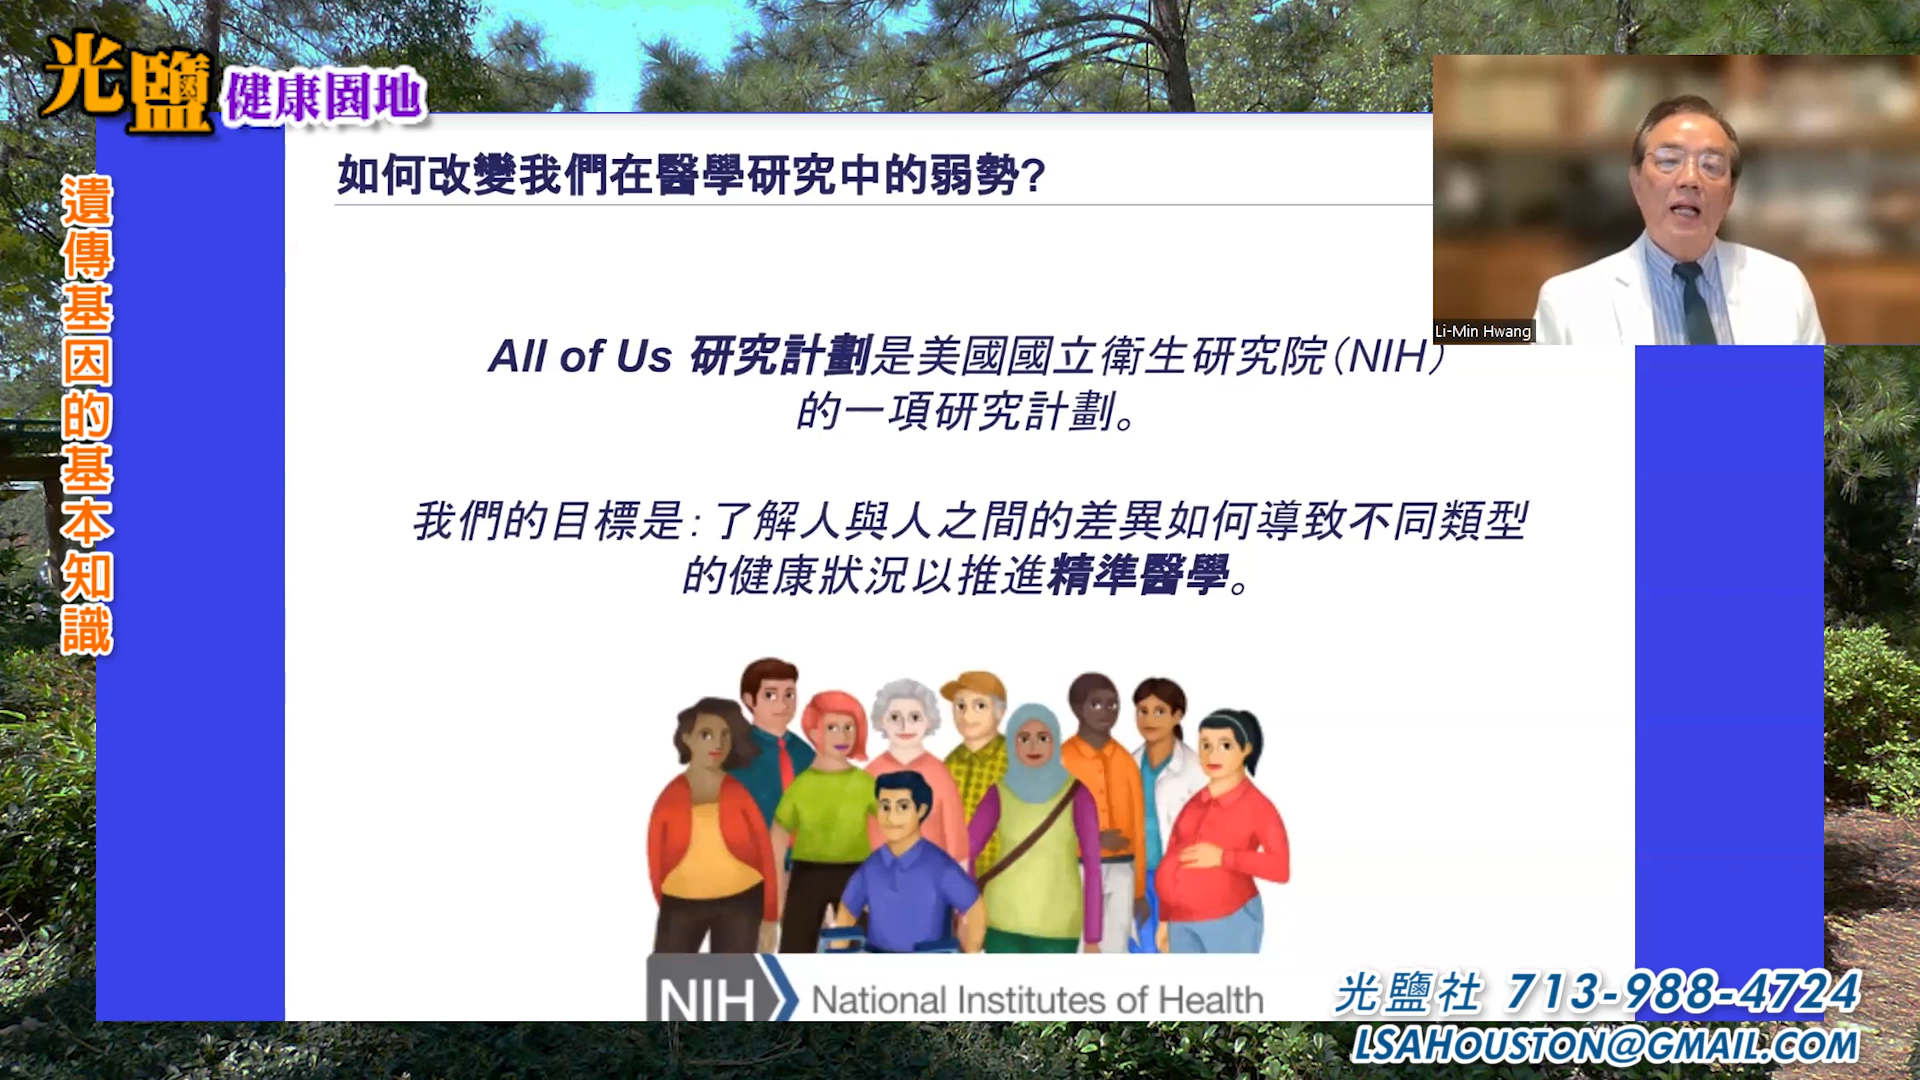 光鹽 健康園地
遺傳基因的基本知識
如何改變我們在醫學研究中的弱勢?
Li-Min Hwang
All of Us 研究計劃是美國國立衛生研究院(NIH)
的一項研究計劃。
我們的目標是:了解人與人之間的差異如何導致不同類型
的健康狀況以推進精準醫學。
NIH National Institutes of Health
光鹽社 713-988-4724
LSAHOUSTON@GMAIL.COM